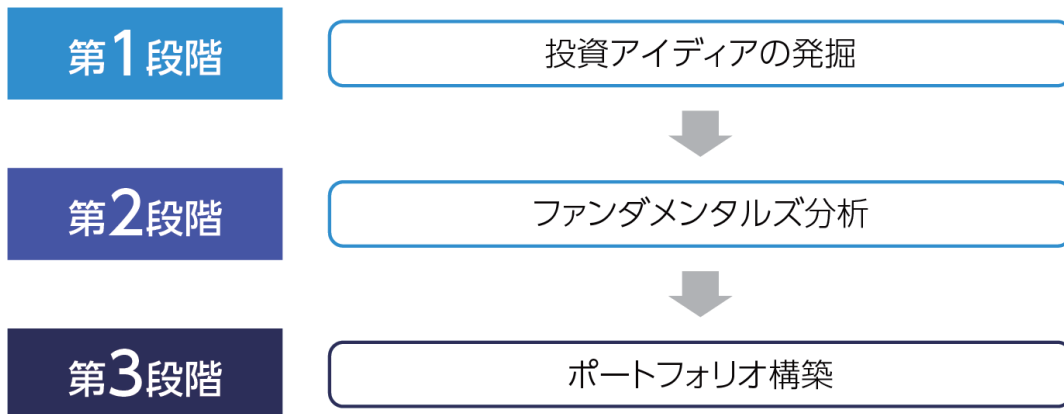 第1段階
投資アイディアの発掘
第2段階
ファンダメンタルズ分析
第3段階
ポートフォリオ構築